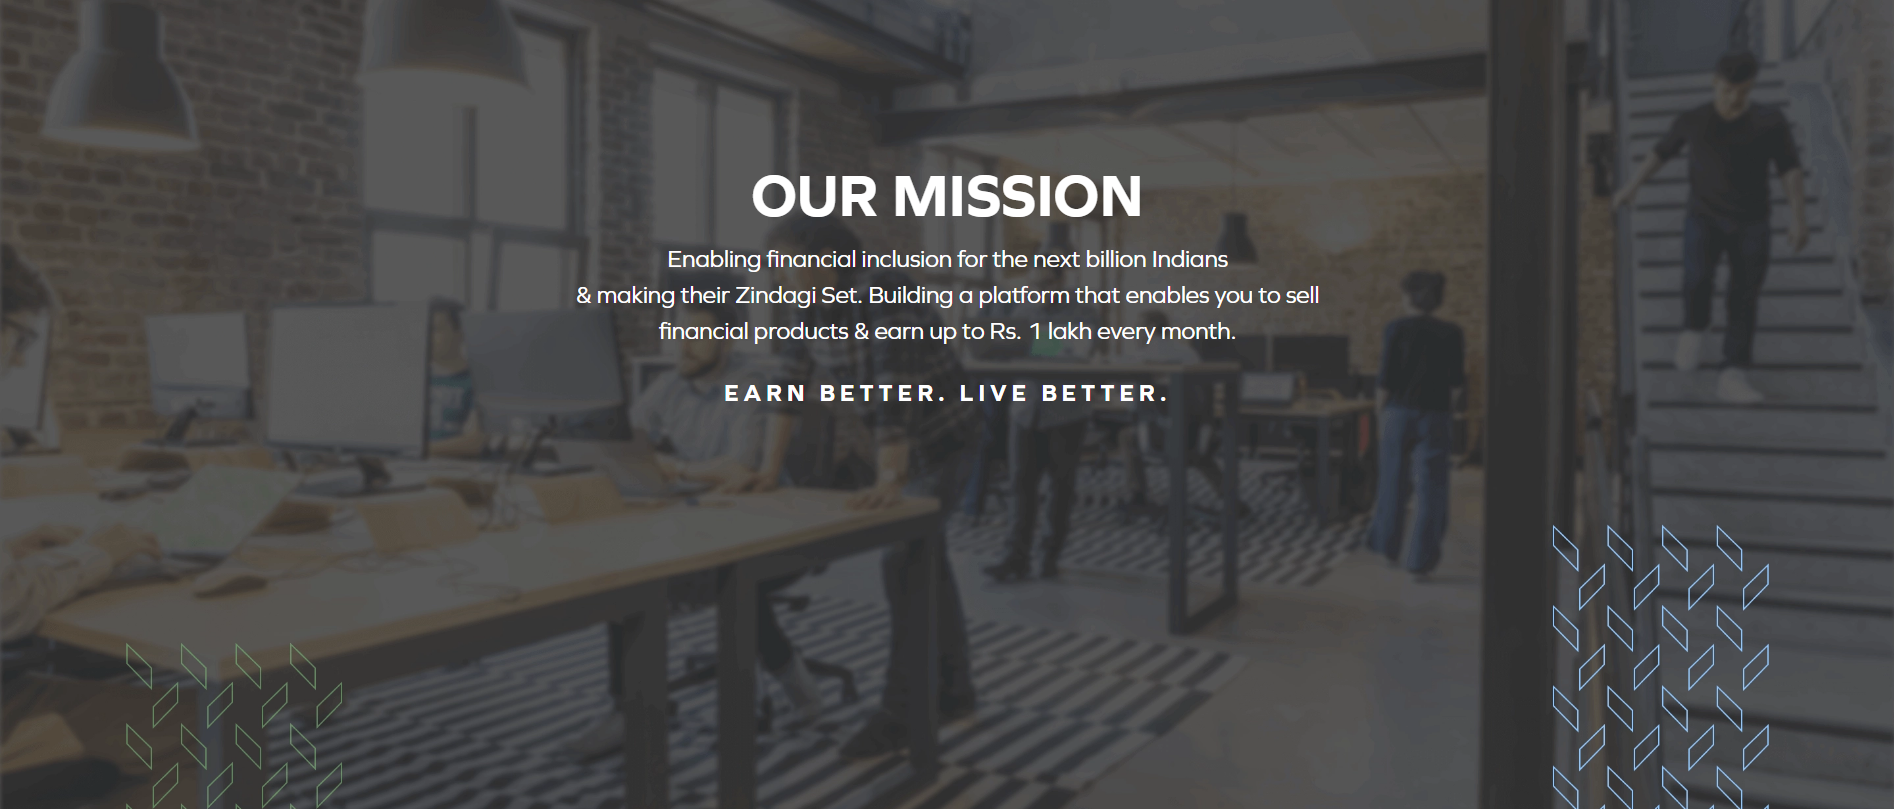 OUR MISSION
Enabling financial inclusion for the next billion Indians
& making their Zindagi Set. Building a platform that enables you to sell
financial products & earn up to Rs. 1 lakh every month.
EARN BETTER. LIVE BETTER.